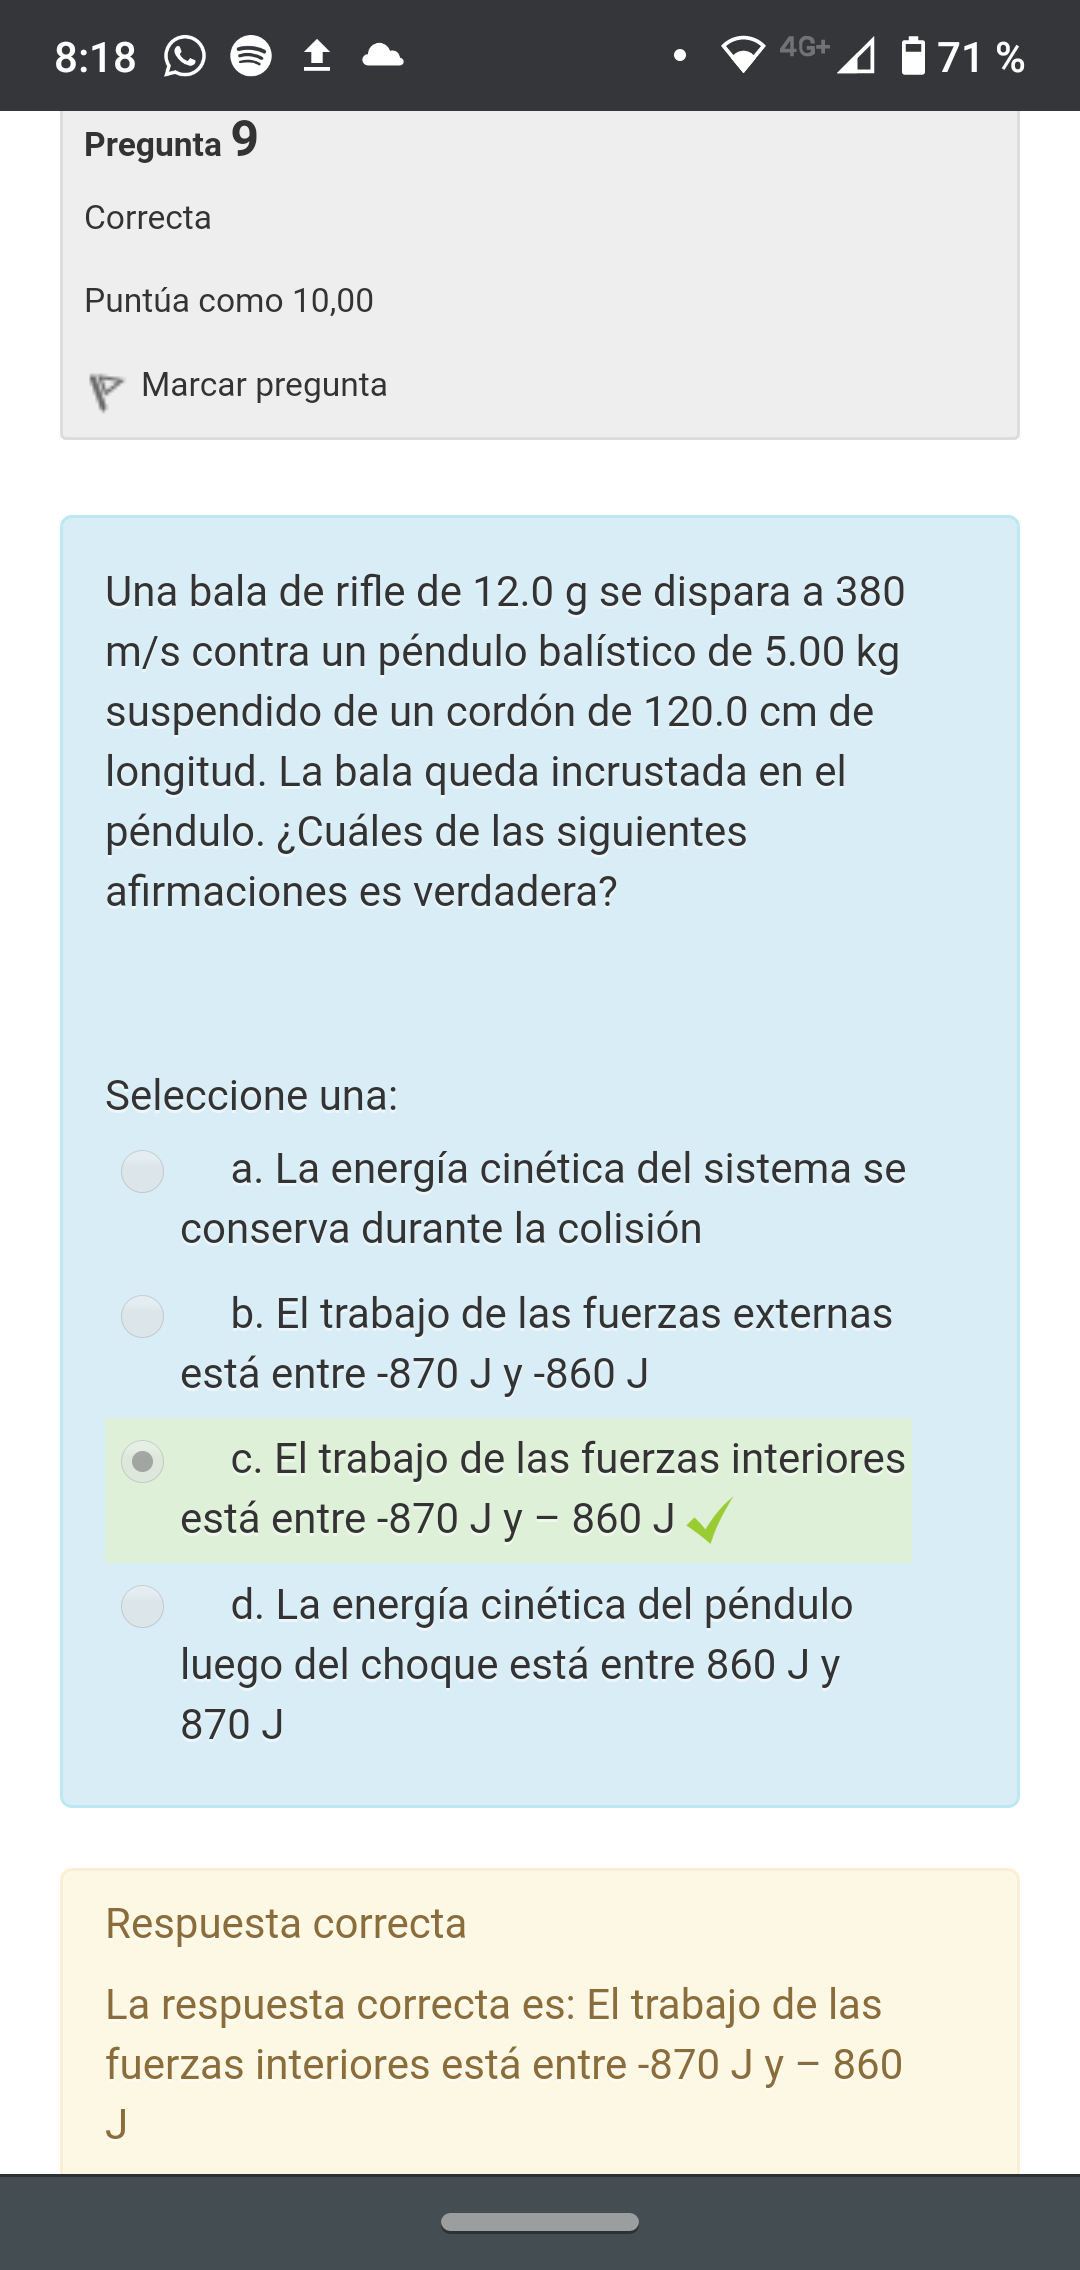 8:18
4G+
71 %
Pregunta 9
Correcta
Puntúa como 10,00
Marcar pregunta
Una bala de rifle de 12.0 g se dispara a 380
m/s contra un péndulo balístico de 5.00 kg
suspendido de un cordón de 120.0 cm de
longitud. La bala queda incrustada en el
péndulo. ¿Cuáles de las siguientes
afirmaciones es verdadera?
Seleccione una:
a. La energía cinética del sistema se
conserva durante la colisión
b. El trabajo de las fuerzas externas
está entre -870 J y -860 J
c. El trabajo de las fuerzas interiores
está entre -870 J y – 860 J
d. La energía cinética del péndulo
luego del choque está entre 860 J y
870 J
Respuesta correcta
La respuesta correcta es: El trabajo de las
fuerzas interiores está entre -870 J y – 860
J